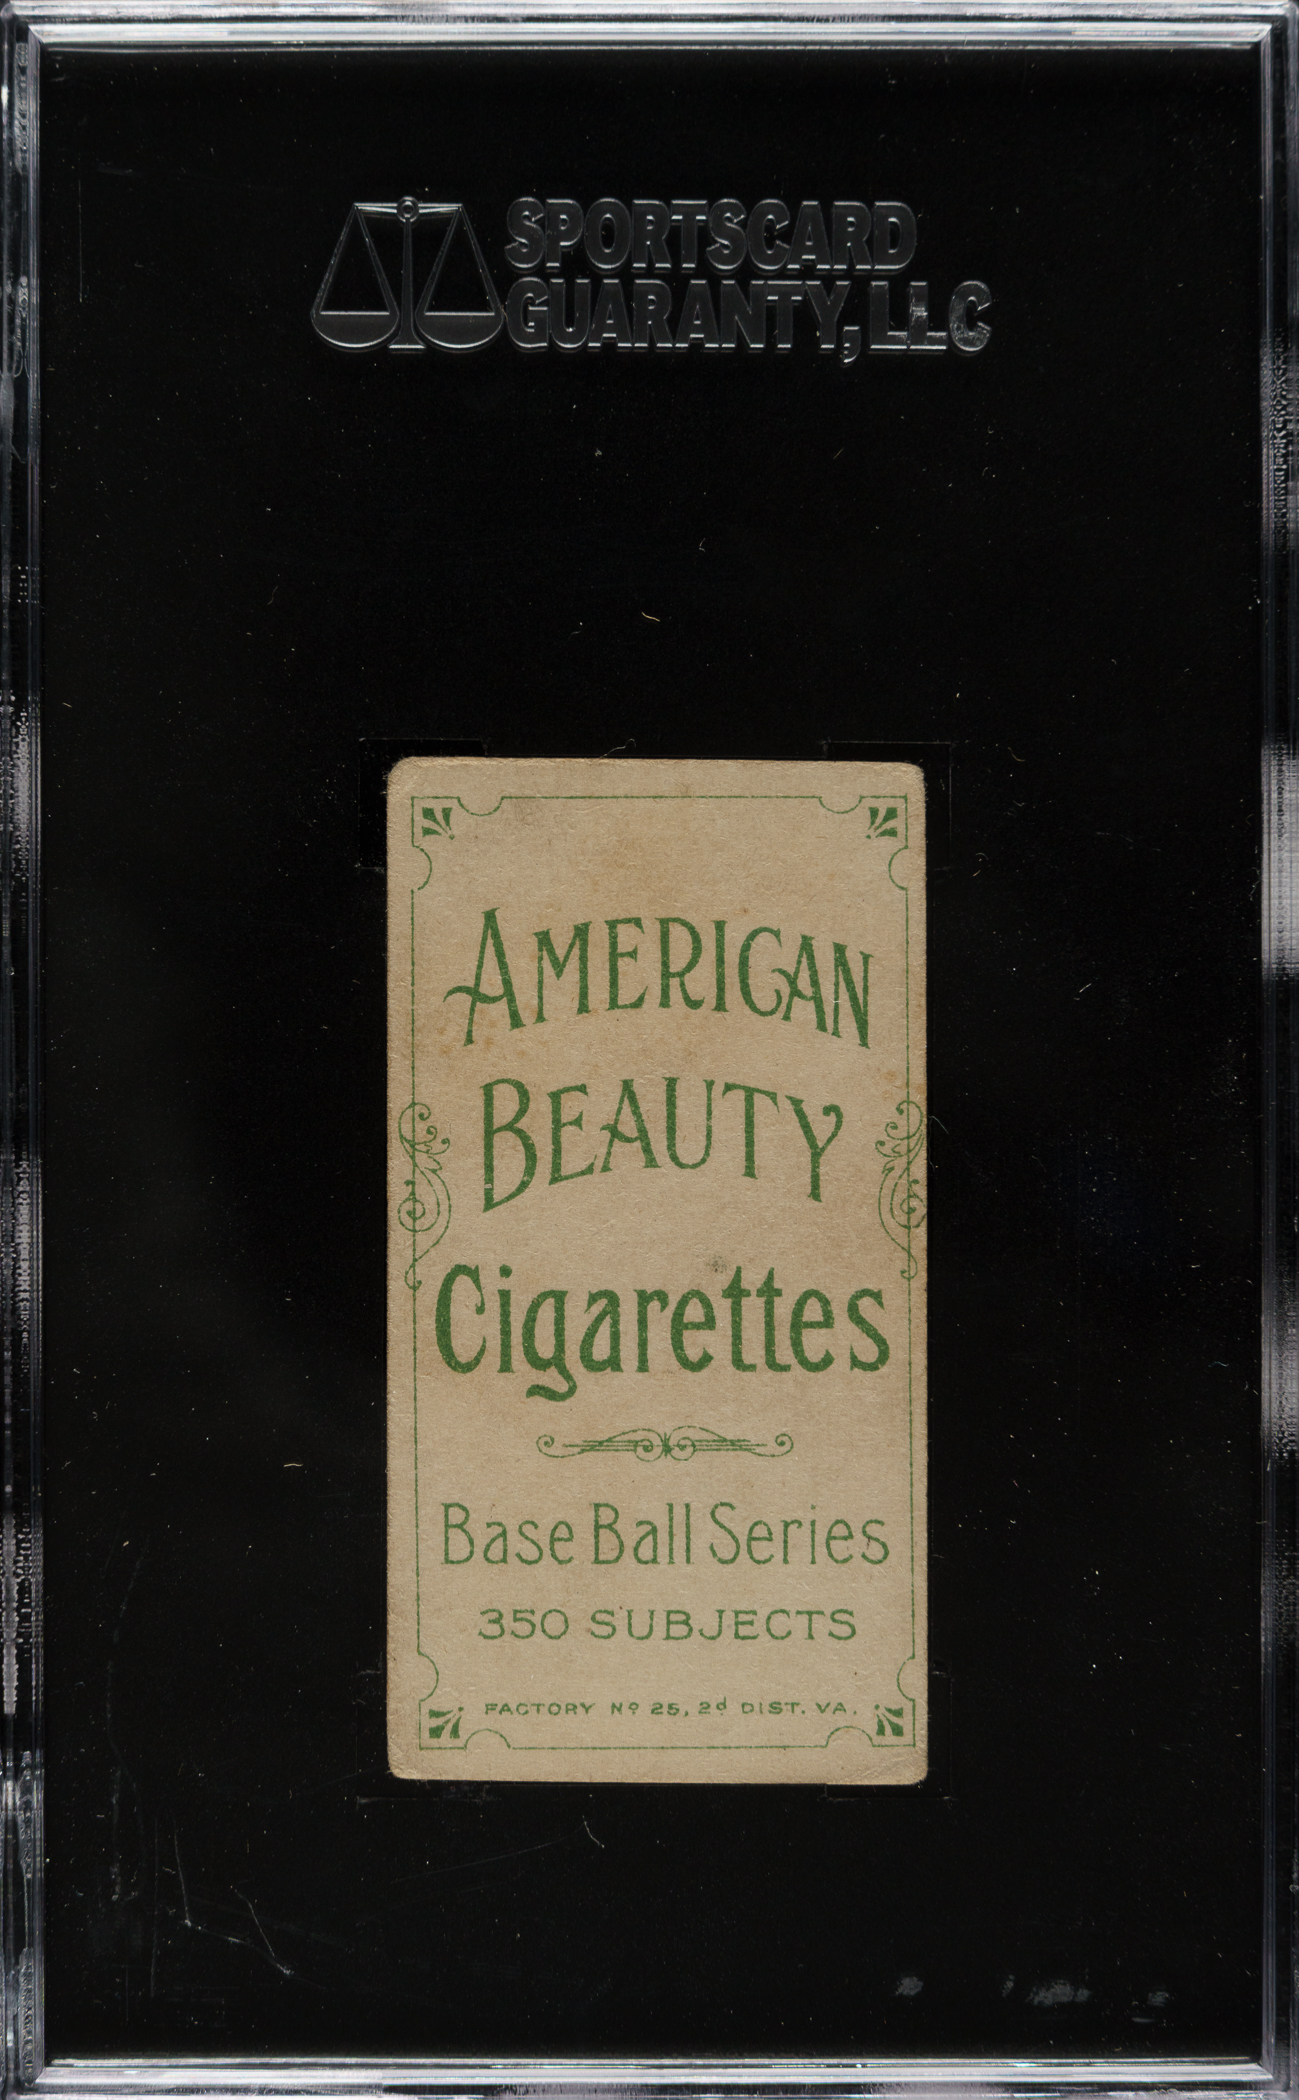 SPORTSCARD
GUARANTY, LLC
AMERICAN
BEAUTY
Cigarettes
Base Ball Series
350 SUBJECTS
FACTORY Nº 25, 2d DIST. VA.